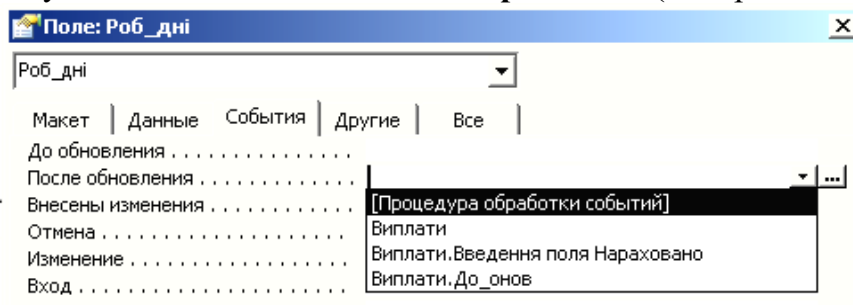 Поле: Роб_дні
Роб_дні
Макет Данные События Другие Все
До обновления . . . . . . . . . . . . . . .
После обновления . . . . . . . . . . . . .
Внесены изменения . . . . . . . . . . . . [Процедура обработки событий]
Отмена . . . . . . . . . . . . . . . . . . . . . Виплати
Изменение . . . . . . . . . . . . . . . . . . Виплати.Введення поля Нараховано
Вход . . . . . . . . . . . . . . . . . . . . . . . Виплати.До_онов